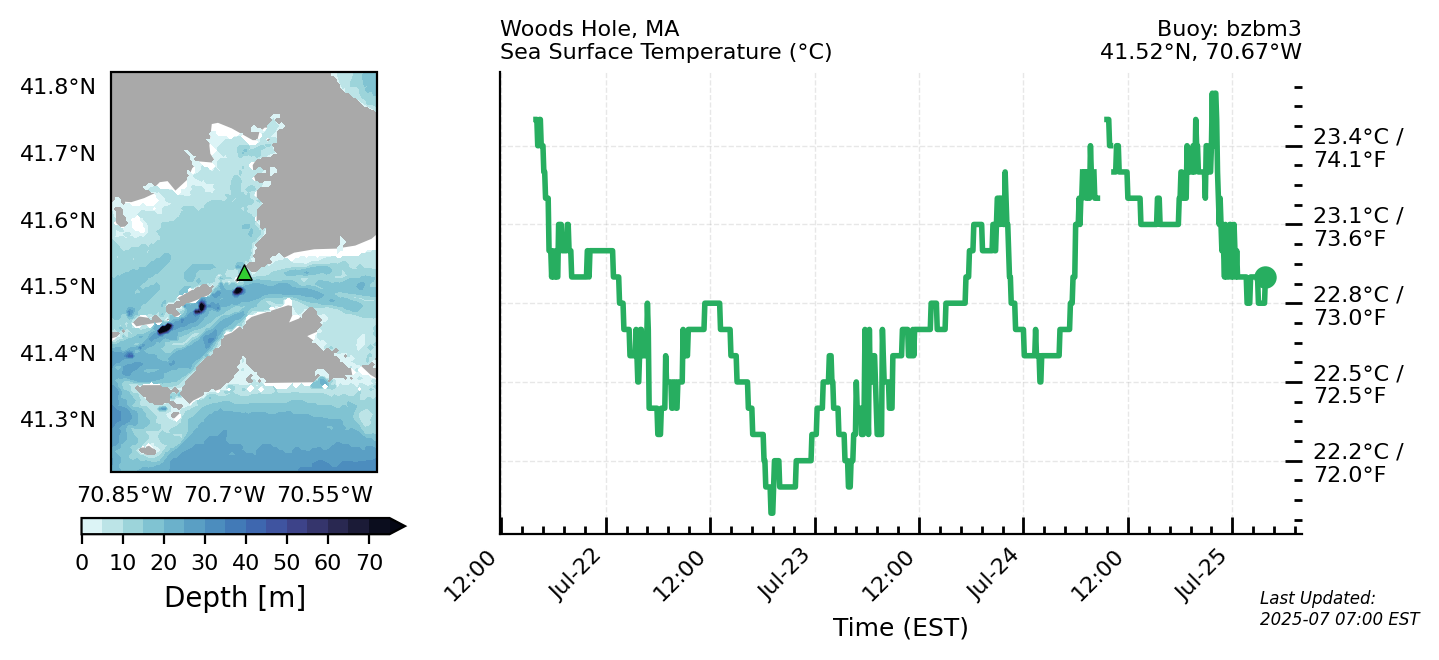 Woods Hole, MA
Sea Surface Temperature (°C)
Buoy: bzbm3
41.52°N, 70.67°W
41.8°N
41.7°N
41.6°N
41.5°N
41.4°N
41.3°N
70.85°W 70.7°W 70.55°W
0 10 20 30 40 50 60 70
Depth [m]
23.4°C /
74.1°F
23.1°C /
73.6°F
22.8°C /
73.0°F
22.5°C /
72.5°F
22.2°C /
72.0°F
12:00 Jul-22 12:00 Jul-23 12:00 Jul-24 12:00 Jul-25
Time (EST)
Last Updated:
2025-07 07:00 EST